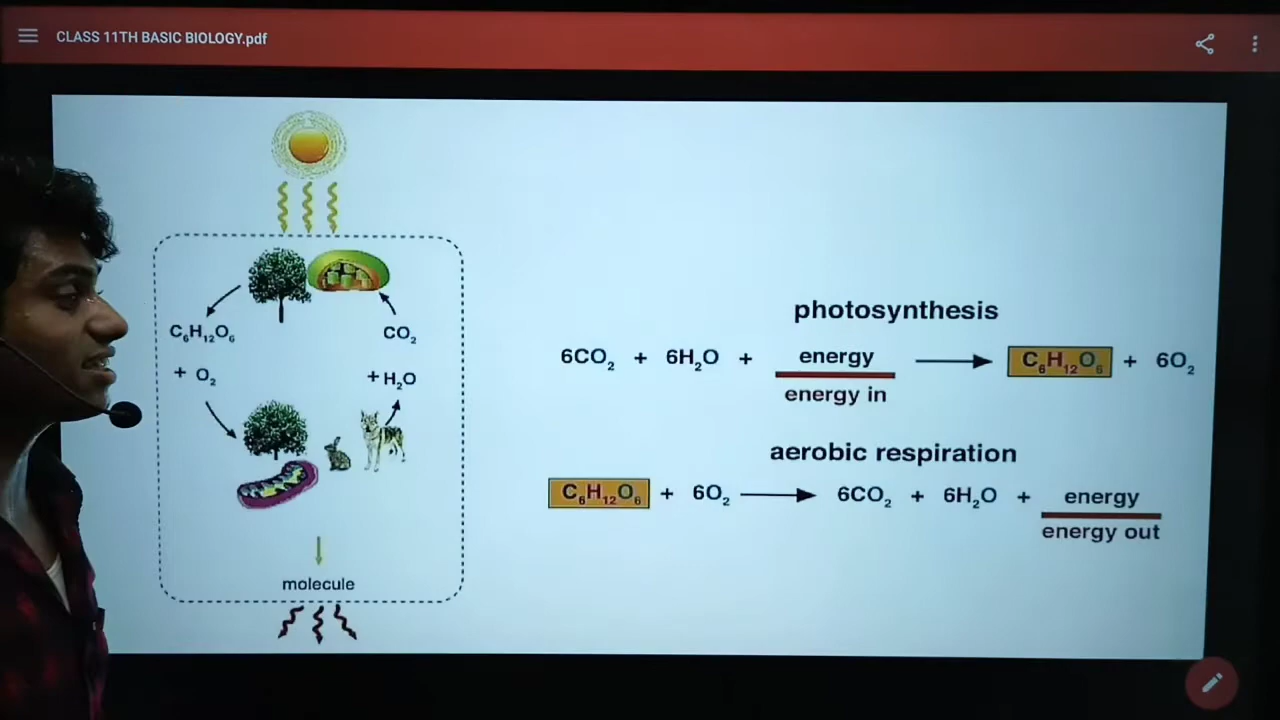 CLASS 11TH BASIC BIOLOGY.pdf
C₆H₁₂O₆
+ O₂
CO₂
+ H₂O
molecule
photosynthesis
6CO₂ + 6H₂O + energy → C₆H₁₂O₆ + 6O₂
energy in
aerobic respiration
C₆H₁₂O₆ + 6O₂ → 6CO₂ + 6H₂O + energy
energy out